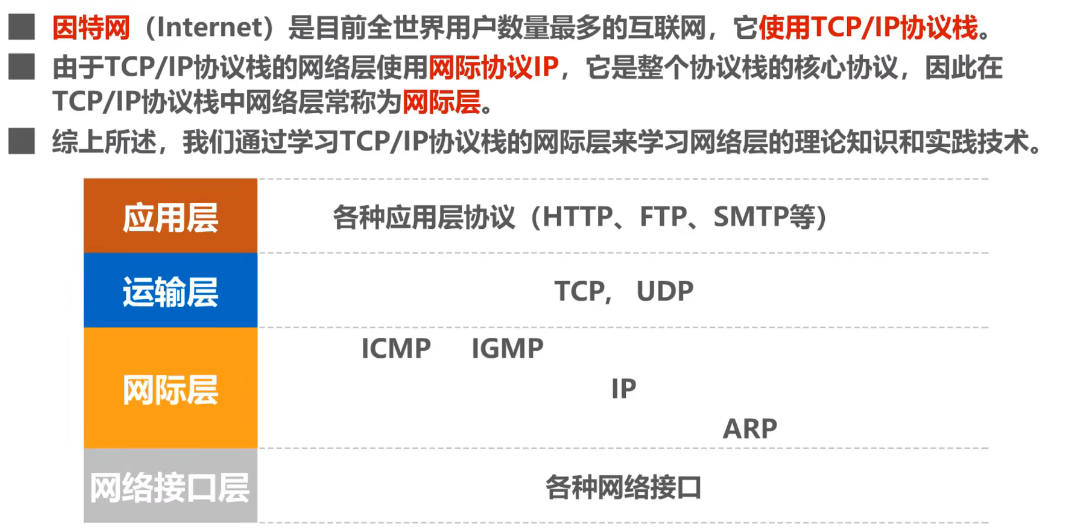 因特网（Internet）是目前全世界用户数量最多的互联网，它使用TCP/IP协议栈。
由于TCP/IP协议栈的网络层使用网际协议IP，它是整个协议栈的核心协议，因此在
TCP/IP协议栈中网络层常称为网际层。
综上所述，我们通过学习TCP/IP协议栈的网际层来学习网络层的理论知识和实践技术。
应用层 各种应用层协议（HTTP、FTP、SMTP等）
运输层 TCP, UDP
ICMP IGMP
网际层 IP
ARP
网络接口层 各种网络接口